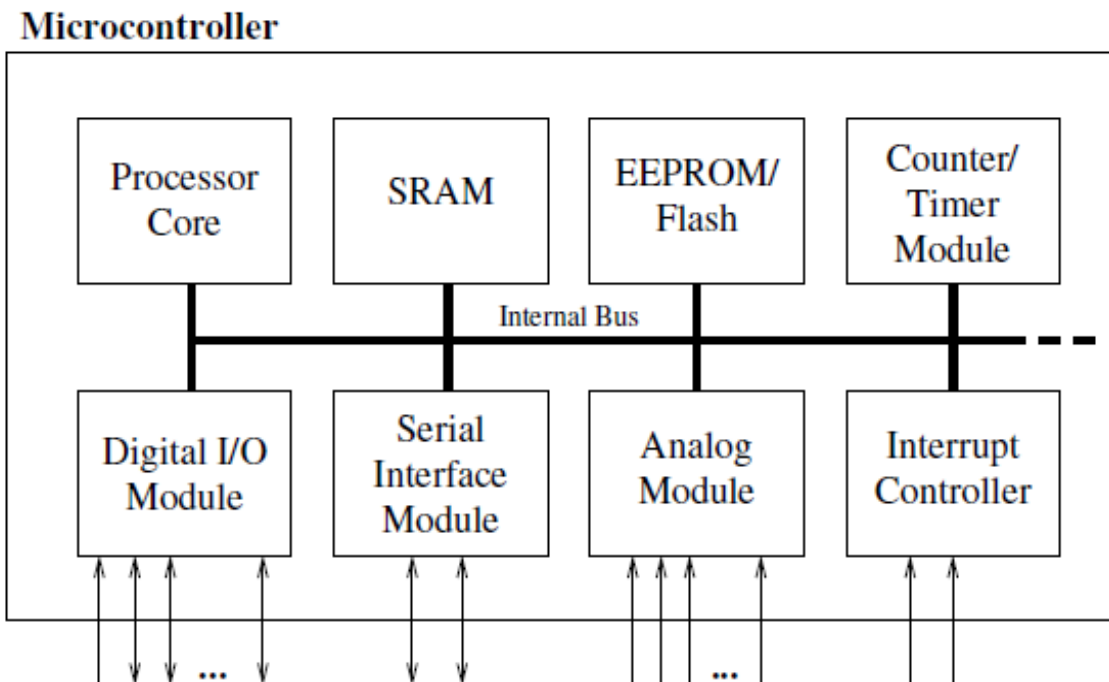 Microcontroller
Processor
Core
SRAM
EEPROM/
Flash
Counter/
Timer
Module
Internal Bus
Digital I/O
Module
Serial
Interface
Module
Analog
Module
Interrupt
Controller
...
...